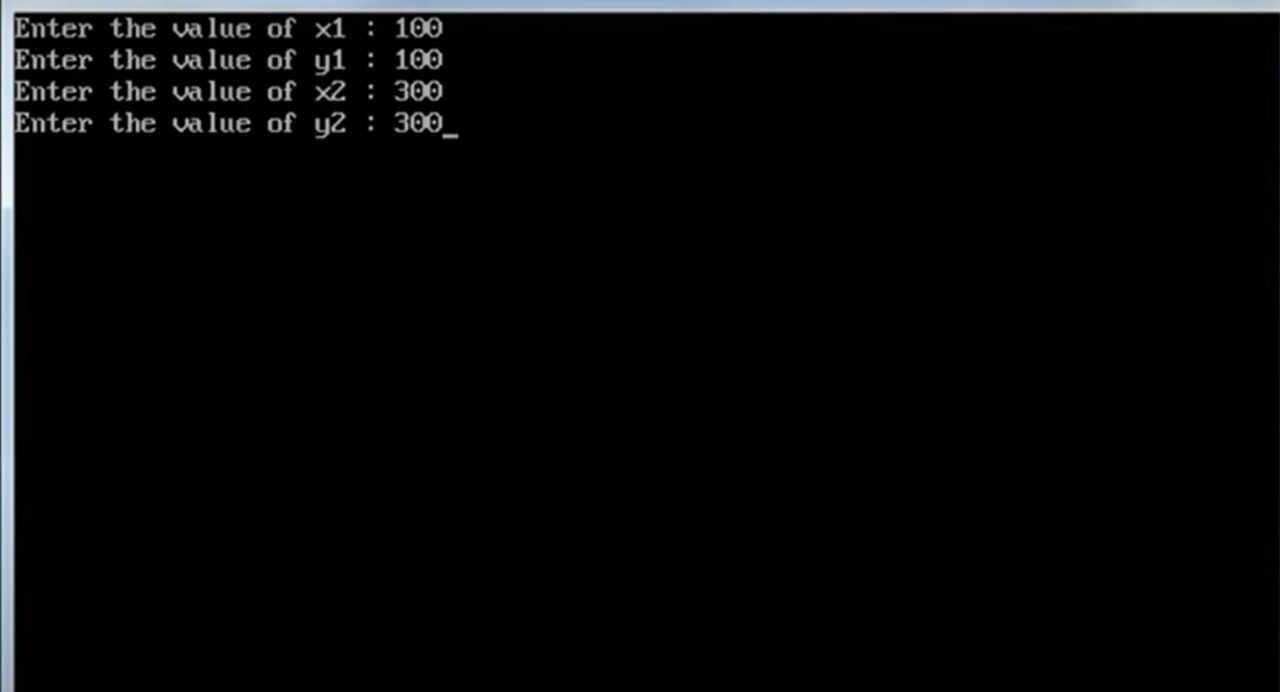 Enter the value of x1 : 100
Enter the value of y1 : 100
Enter the value of x2 : 300
Enter the value of y2 : 300_